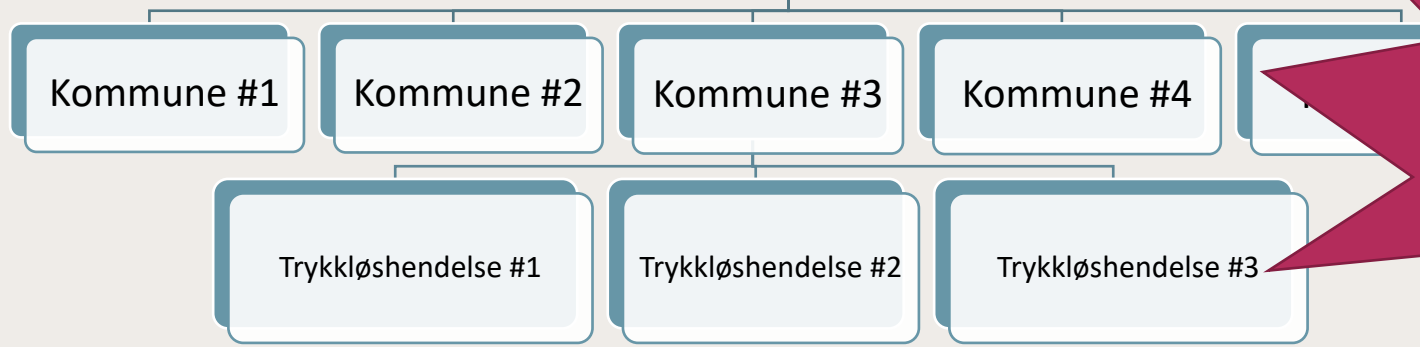 Kommune #1
Kommune #2
Kommune #3
Kommune #4
Trykkløshendelse #1
Trykkløshendelse #2
Trykkløshendelse #3